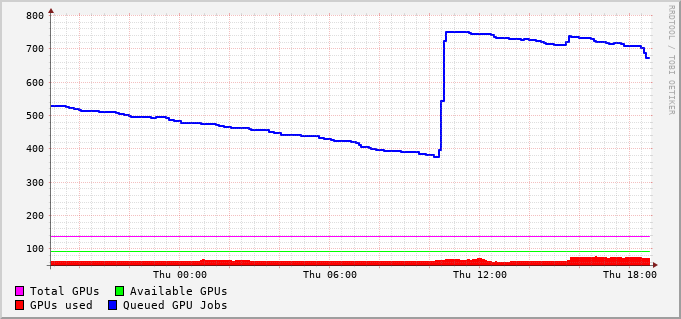 800
700
600
500
400
300
200
100
Thu 00:00 Thu 06:00 Thu 12:00 Thu 18:00
Total GPUs Available GPUs
GPUs used Queued GPU Jobs
RRDTOOL / TOBI OETIKER